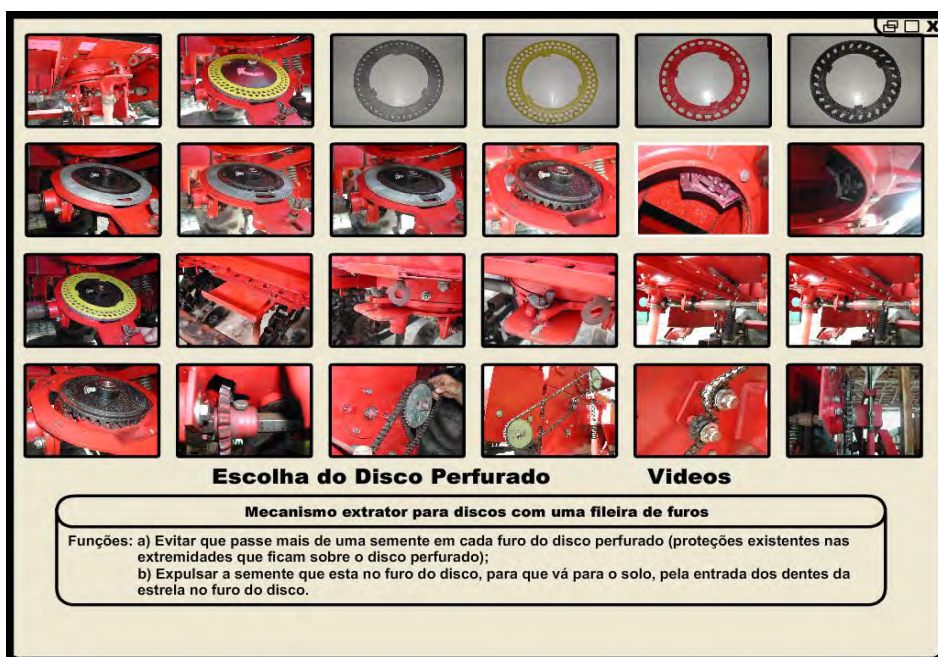 Escolha do Disco Perfurado Videos
Mecanismo extrator para discos com uma fileira de furos
Funções: a) Evitar que passe mais de uma semente em cada furo do disco perfurado (proteções existentes nas
extremidades que ficam sobre o disco perfurado);
b) Expulsar a semente que esta no furo do disco, para que vá para o solo, pela entrada dos dentes da
estrela no furo do disco.